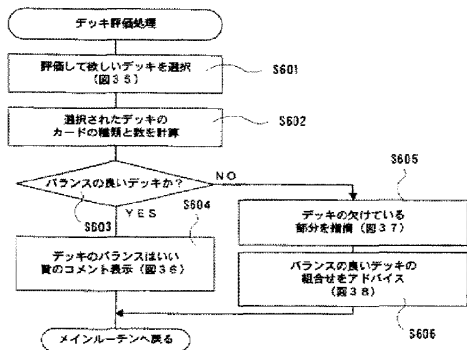 デッキ評価処理
評価して欲しいデッキを選択
（図３５）
S601
選択されたデッキの
カードの種類と数を計算
S602
バランスの良いデッキか？
NO
YES
S603
S604
デッキのバランスはいい
旨のコメント表示（図３６）
S605
デッキの欠けている
部分を指摘（図３７）
バランスの良いデッキの
組合せをアドバイス
（図３８）
S606
メインルーチンへ戻る